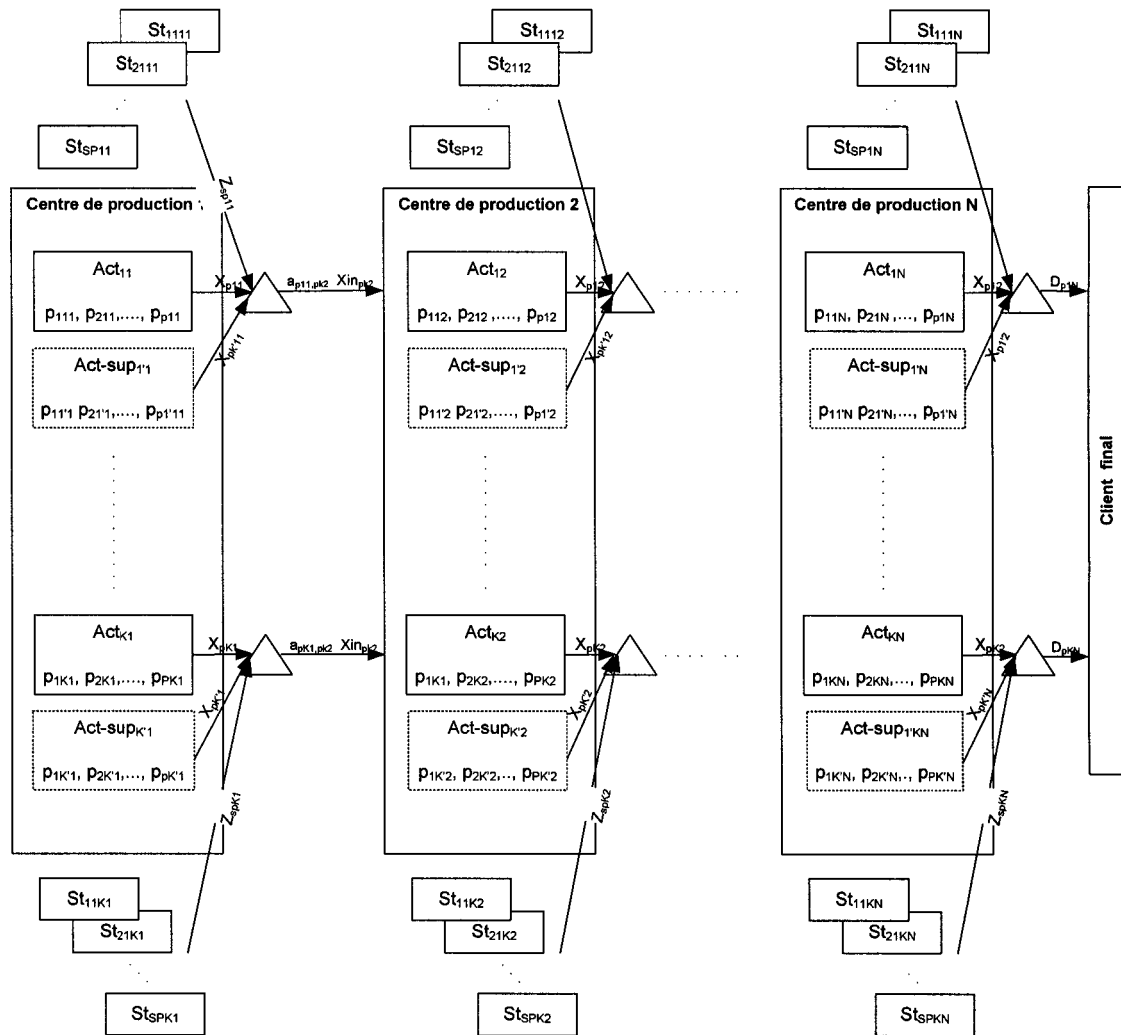 St1111
St2111
StSP11
Zsp11
St1112
St2112
StSP12
St111N
St211N
StSP1N
Centre de production
Act11
p111, p211,...., pp11
Xp11
ap11,pk2 Xinpk2
Act-sup1'1
p11'1 p21'1,...., pp1'11
XpK'11
Centre de production 2
Act12
p112, p212,...., pp12
Xp12
Act-sup1'2
p11'2 p21'2,...., pp1'2
XpK'12
Centre de production N
Act1N
p11N, p21N ,..., pp1N
Xp12
Dp1N
Act-sup1'N
p11'N p21'N,..., pp1'N
Xp1'2
Client final
ActK1
p1K1, p2K1,...., pPK1
XpK1
apK1,pk2 Xinpk2
Act-supK'1
p1K'1, p2K'1,..., ppK'1
XpK'1
ZspK1
ActK2
p1K1, p2K2,...., pPK2
XpK2
Act-supK'2
p1K'2, p2K'2,.., pPK'2
XpK'2
ZspK2
ActKN
p1KN, p2KN,..., pPKN
XpK2
DpKN
Act-sup1'KN
p1K'N, p2K'N,.., pPK'N
XpK'N
ZspKN
St11K1
St21K1
StSPK1
St11K2
St21K2
StSPK2
St11KN
St21KN
StSPKN